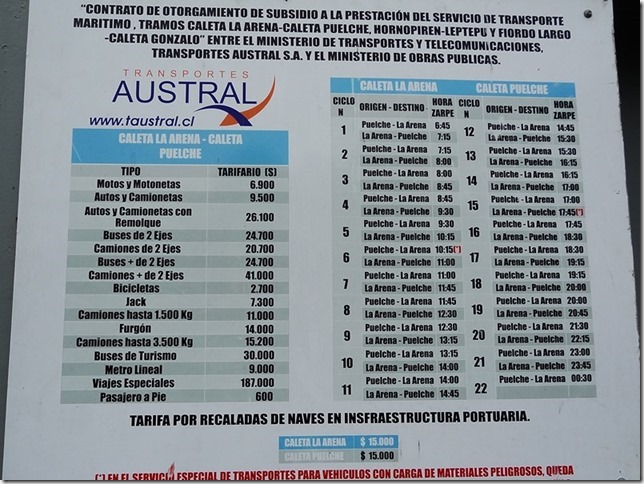 “CONTRATO DE OTORGAMIENTO DE SUBSIDIO A LA PRESTACIÓN DEL SERVICIO DE TRANSPORTE
MARITIMO , TRAMOS CALETA LA ARENA-CALETA PUELCHE, HORNOPIREN-LEPTEPU Y FIORDO LARGO
-CALETA GONZALO” ENTRE EL MINISTERIO DE TRANSPORTES Y TELECOMUNICACIONES,
TRANSPORTES AUSTRAL S.A. Y EL MINISTERIO DE OBRAS PUBLICAS.
TRANSPORTES
AUSTRAL
www.taustral.cl
CALETA LA ARENA - CALETA
PUELCHE
TIPO TARIFARIO ($)
Motos y Motonetas 6.900
Autos y Camionetas 9.500
Autos y Camionetas con
Remolque 26.100
Buses de 2 Ejes 24.700
Camiones de 2 Ejes 20.700
Buses + de 2 Ejes 24.700
Camiones + de 2 Ejes 41.000
Bicicletas 2.700
Jack 7.300
Camiones hasta 1.500 Kg 11.000
Furgón 14.000
Camiones hasta 3.500 Kg 15.200
Buses de Turismo 30.000
Metro Lineal 9.000
Viajes Especiales 187.000
Pasajero a Pie 600
CALETA LA ARENA CALETA PUELCHE
CICLO N ORIGEN - DESTINO HORA ZARPE CICLO N ORIGEN - DESTINO HORA ZARPE
1 Puelche - La Arena 6:45 12 Puelche - La Arena 14:45
La Arena - Puelche 7:15 La Arena - Puelche 15:30
2 Puelche - La Arena 7:15 13 Puelche - La Arena 15:30
La Arena - Puelche 8:00 La Arena - Puelche 16:15
3 Puelche - La Arena 8:00 14 Puelche - La Arena 16:15
La Arena - Puelche 8:45 La Arena - Puelche 17:00
4 Puelche - La Arena 8:45 15 Puelche - La Arena 17:00
La Arena - Puelche 9:30 La Arena - Puelche 17:45(*)
5 Puelche - La Arena 9:30 16 Puelche - La Arena 17:45
La Arena - Puelche 10:15 La Arena - Puelche 18:30
6 Puelche - La Arena 10:15(*) 17 Puelche - La Arena 18:30
La Arena - Puelche 11:00 La Arena - Puelche 19:15
7 Puelche - La Arena 11:00 18 Puelche - La Arena 19:15
La Arena - Puelche 11:45 La Arena - Puelche 20:00
8 Puelche - La Arena 11:45 19 Puelche - La Arena 20:00
La Arena - Puelche 12:30 La Arena - Puelche 20:45
9 Puelche - La Arena 12:30 20 Puelche - La Arena 21:30
La Arena - Puelche 13:15 La Arena - Puelche 22:15
10 Puelche - La Arena 13:15 21 Puelche - La Arena 23:00
La Arena - Puelche 14:00 La Arena - Puelche 23:45
11 Puelche - La Arena 14:00 22 Puelche - La Arena 00:30
La Arena - Puelche 14:45
TARIFA POR RECALADAS DE NAVES EN INSFRAESTRUCTURA PORTUARIA.
CALETA LA ARENA $ 15.000
CALETA PUELCHE $ 15.000
(*) EN EL SERVICIO ESPECIAL DE TRANSPORTES PARA VEHICULOS CON CARGA DE MATERIALES PELIGROSOS, QUEDA